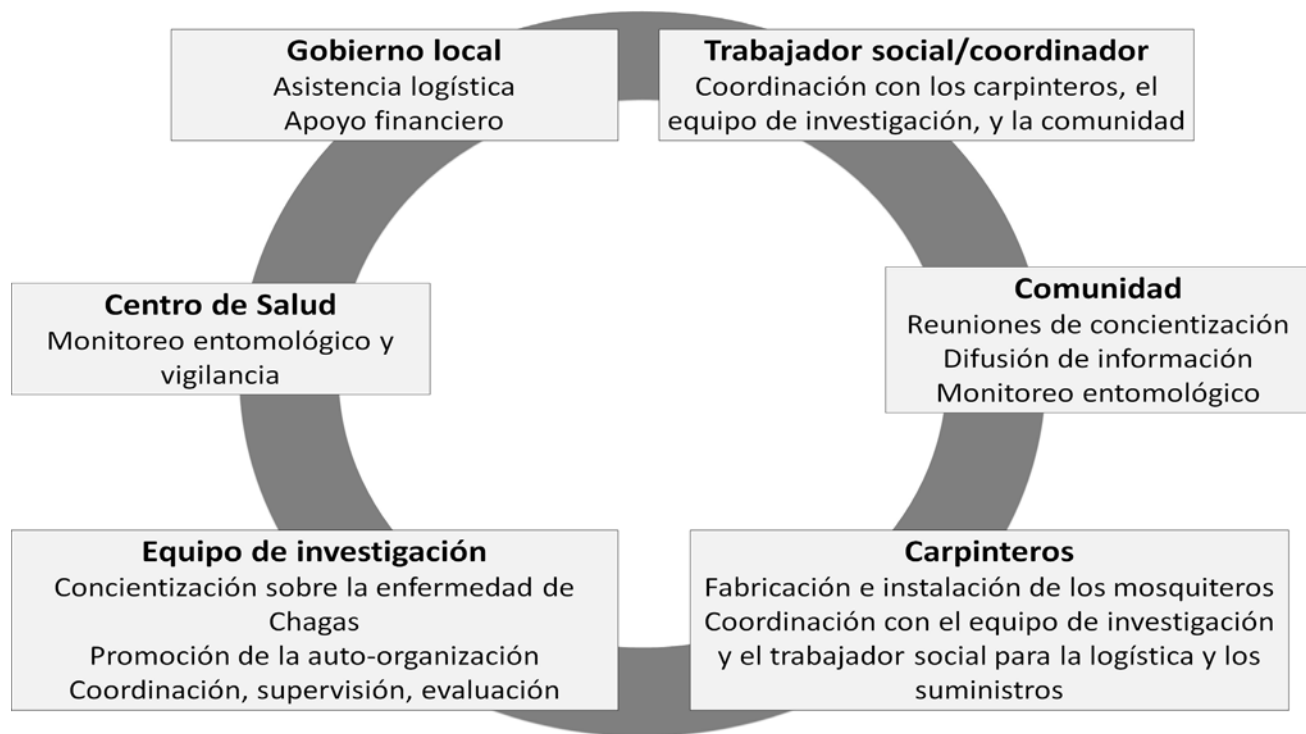 Gobierno local
Asistencia logística
Apoyo financiero
Trabajador social/coordinador
Coordinación con los carpinteros, el
equipo de investigación, y la comunidad
Centro de Salud
Monitoreo entomológico y
vigilancia
Comunidad
Reuniones de concientización
Difusión de información
Monitoreo entomológico
Equipo de investigación
Concientización sobre la enfermedad de
Chagas
Promoción de la auto-organización
Coordinación, supervisión, evaluación
Carpinteros
Fabricación e instalación de los mosquiteros
Coordinación con el equipo de investigación
y el trabajador social para la logística y los
suministros